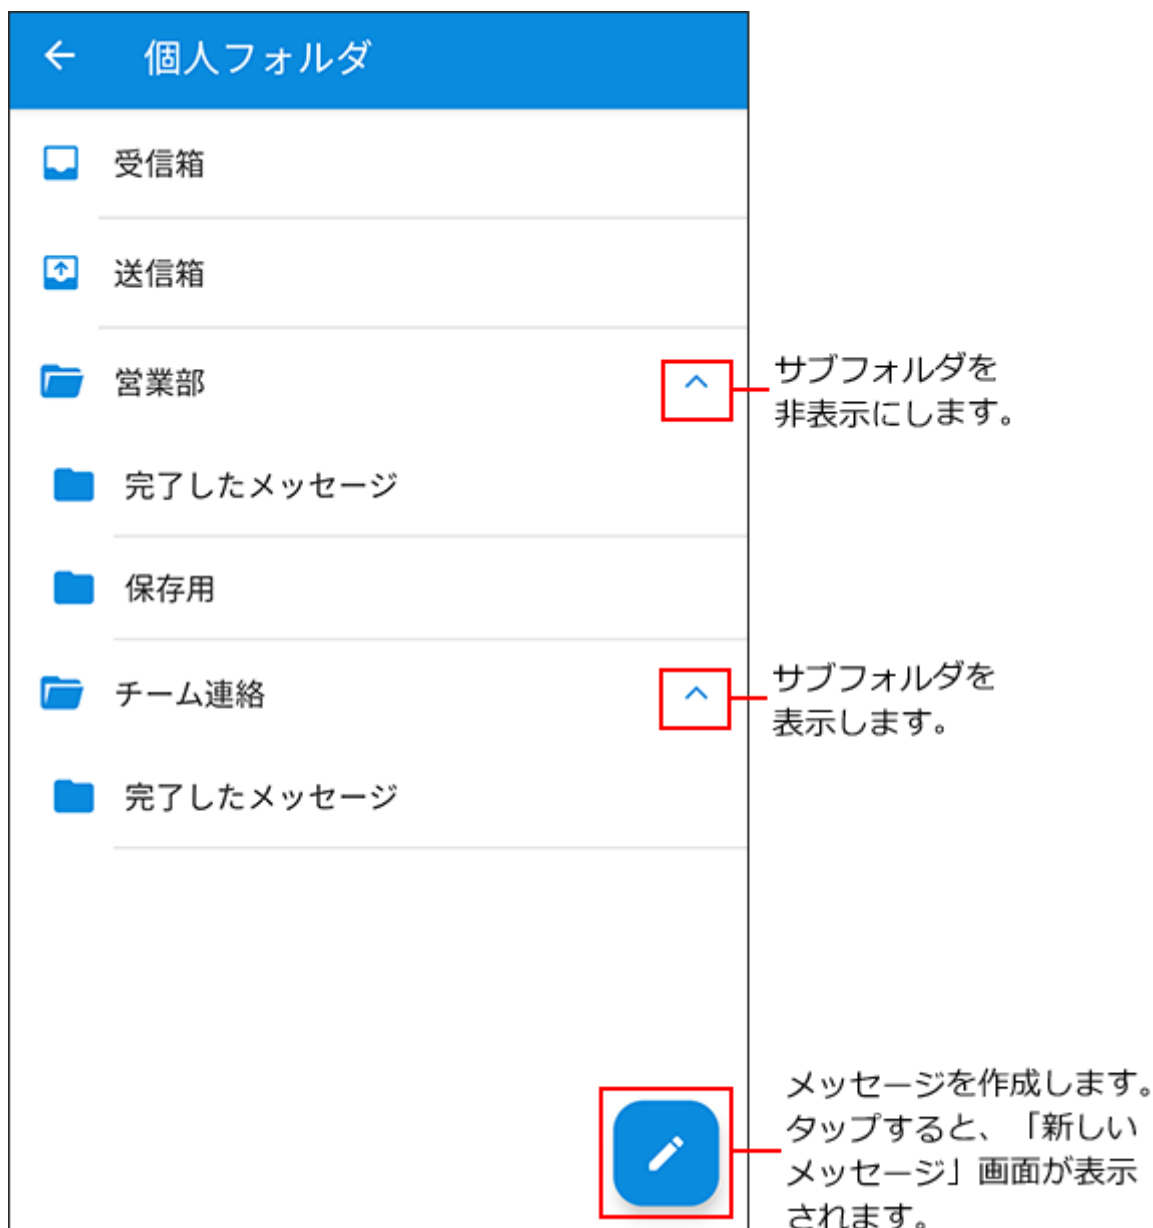 個人フォルダ
受信箱
送信箱
営業部
サブフォルダを
非表示にします。
完了したメッセージ
保存用
チーム連絡
サブフォルダを
表示します。
完了したメッセージ
メッセージを作成します。
タップすると、「新しい
メッセージ」画面が表示
されます。